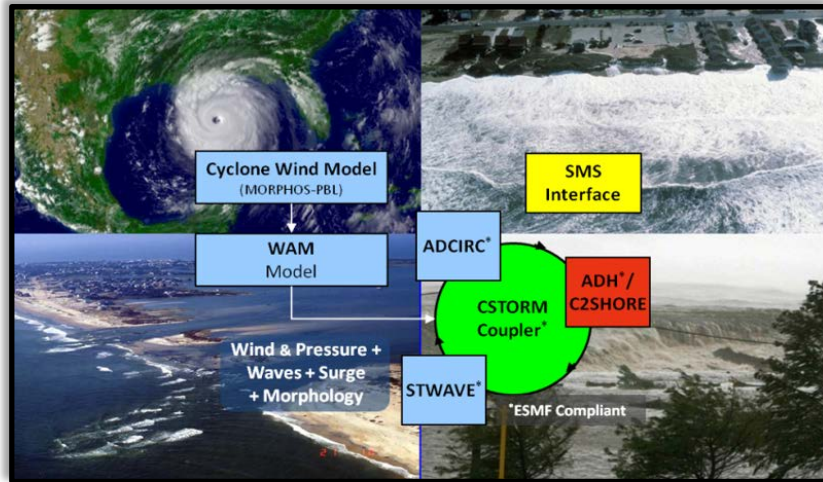 Cyclone Wind Model
(MORPHOS-PBL)
SMS
Interface
WAM
Model
ADCIRC*
ADH*/
C2SHORE
CSTORM
Coupler*
Wind & Pressure +
Waves + Surge
+ Morphology
STWAVE*
*ESMF Compliant